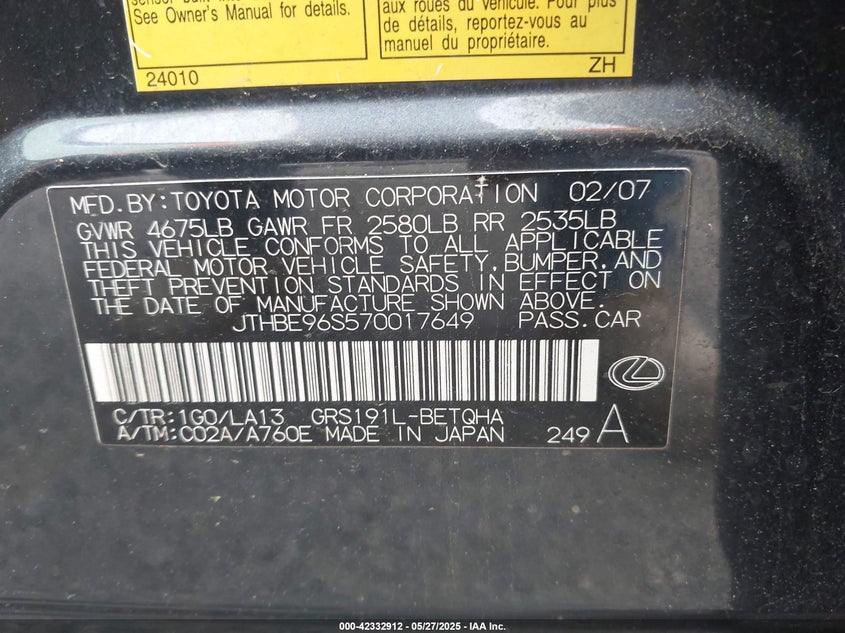 See Owner's Manual for details.
24010
aux roues du véhicule. Pour plus
de détails, reportez-vous au
manuel du propriétaire.
ZH
MFD.BY:TOYOTA MOTOR CORPORATION 02/07
GVWR 4675LB GAWR FR 2580LB RR 2535LB
THIS VEHICLE CONFORMS TO ALL APPLICABLE
FEDERAL MOTOR VEHICLE SAFETY,BUMPER,AND
THEFT PREVENTION STANDARDS IN EFFECT ON
THE DATE OF MANUFACTURE SHOWN ABOVE.
JTHBE96S570017649 PASS.CAR
C/TR:1G0/LA13 GRS191L-BETQHA
A/TM:C02A/A760E MADE IN JAPAN 249 A
000-42332912 - 05/27/2025 - IAA Inc.